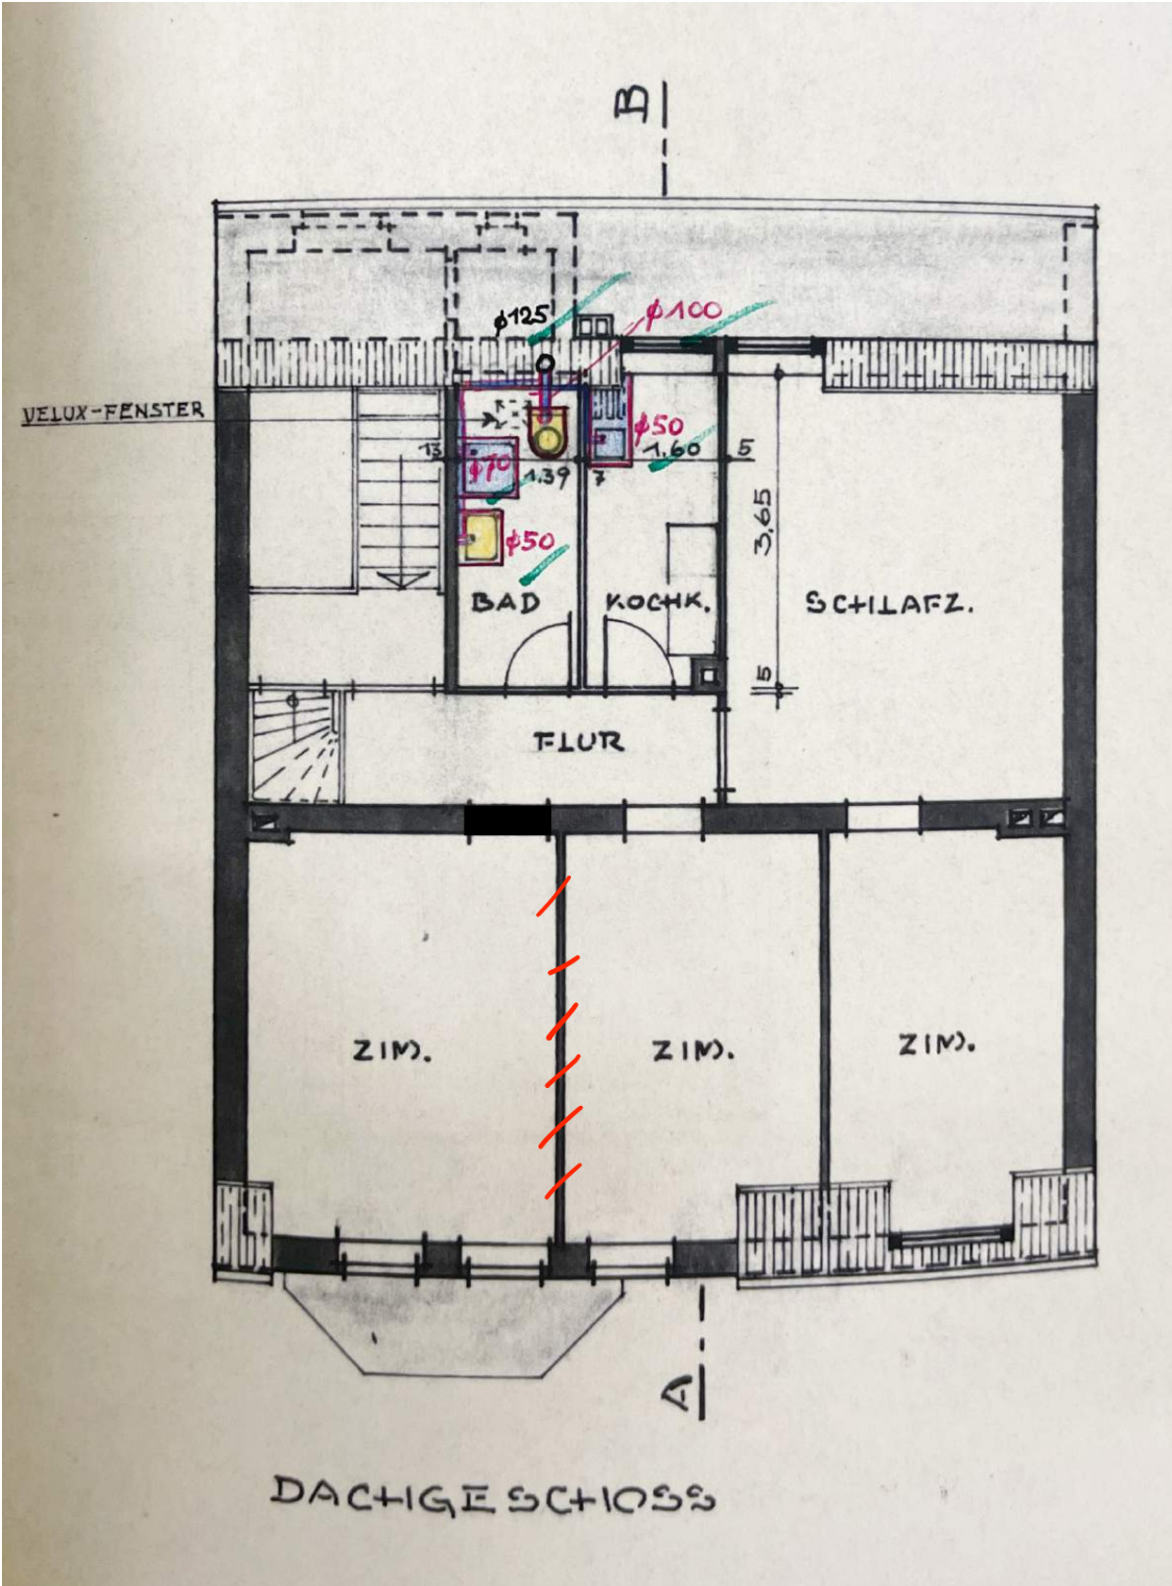 B
φ125
φ100
VELUX-FENSTER
φ50
13
φ70
1.39
7
1.60
5
3,65
φ50
BAD
KOCHK.
SCHLAFZ.
5
FLUR
ZIM.
ZIM.
ZIM.
A
DACHGESCHOSS